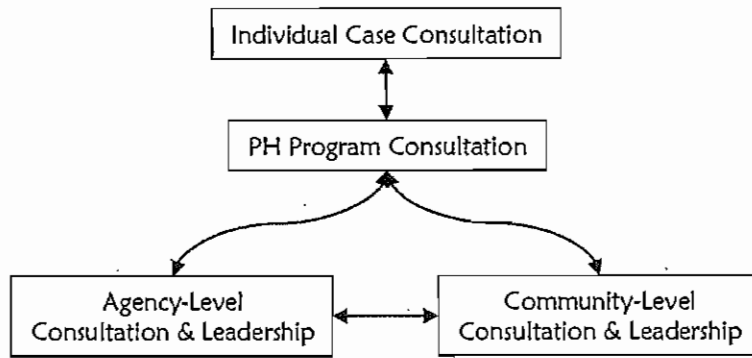 Individual Case Consultation
PH Program Consultation
Agency-Level
Consultation & Leadership
Community-Level
Consultation & Leadership